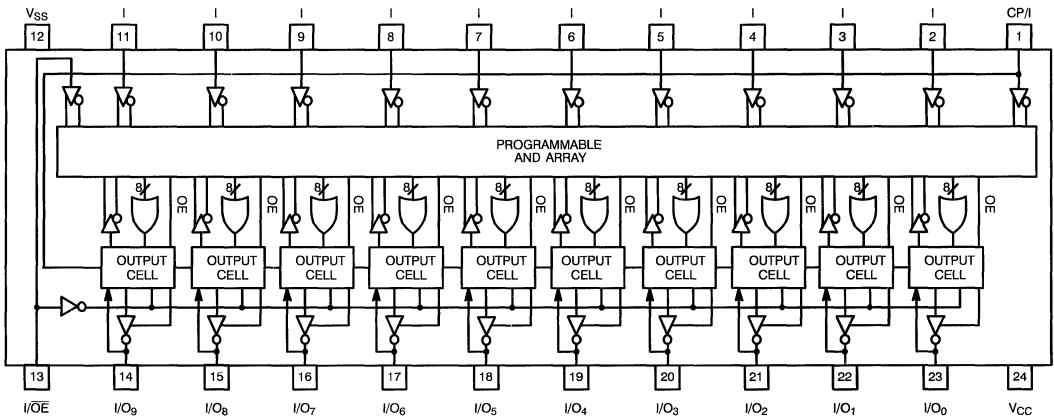 VSS I I I I I I I I I I CP/I
12 11 10 9 8 7 6 5 4 3 2 1
PROGRAMMABLE
AND ARRAY
8 8 8 8 8 8 8 8 8 8
OE OE OE OE OE OE OE OE OE OE
OUTPUT OUTPUT OUTPUT OUTPUT OUTPUT OUTPUT OUTPUT OUTPUT OUTPUT OUTPUT
CELL CELL CELL CELL CELL CELL CELL CELL CELL CELL
13 14 15 16 17 18 19 20 21 22 23 24
I/O̅E̅ I/O9 I/O8 I/O7 I/O6 I/O5 I/O4 I/O3 I/O2 I/O1 I/O0 VCC